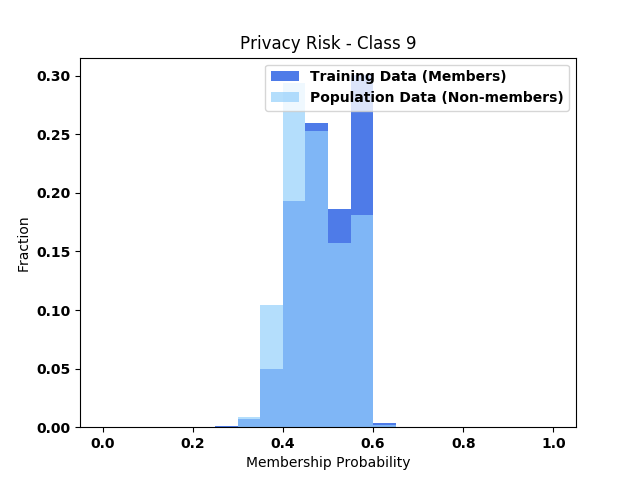 Privacy Risk - Class 9
Training Data (Members)
Population Data (Non-members)
0.30
0.25
0.20
0.15
0.10
0.05
0.00
Fraction
0.0 0.2 0.4 0.6 0.8 1.0
Membership Probability